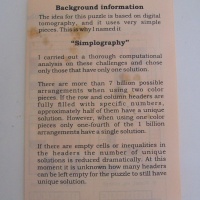 Background information
The idea for this puzzle is based on digital
tomography, and it uses very simple
pieces. This is why I named it
"Simplography"
I carried out a thorough computational
analysis on these challenges and chose
only those that have only one solution.
There are more than 7 billion possible
arrangements when using two color
pieces. If the row and column headers are
fully filled with specific numbers,
approximately half of them have a unique
solution. However, when using one color
pieces only one-fourth of the 1 billion
arrangements have a single solution.
If there are empty cells or inequalities in
the headers the number of unique
solutions is reduced dramatically. At this
moment it is unknown how many headers
can be left empty for the puzzle to still have
unique solution.